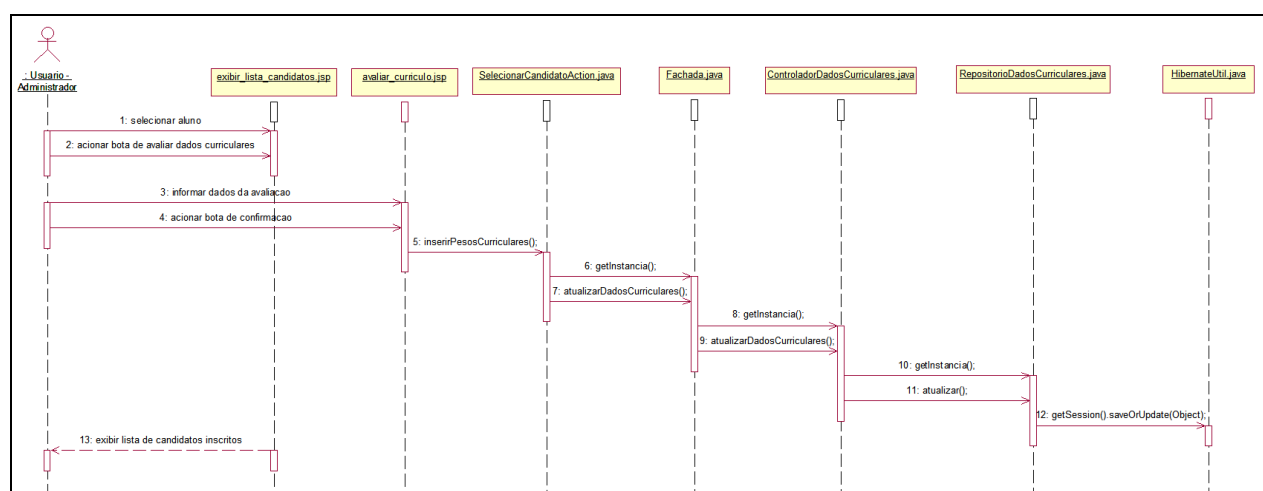 : Usuario -
Administrador
exibir_lista_candidatos.jsp
avaliar_curriculo.jsp
SelecionarCandidatoAction.java
Fachada.java
ControladorDadosCurriculares.java
RepositorioDadosCurriculares.java
HibernateUtil.java
1: selecionar aluno
2: acionar bota de avaliar dados curriculares
3: informar dados da avaliacao
4: acionar bota de confirmacao
5: inserirPesosCurriculares();
6: getInstancia();
7: atualizarDadosCurriculares();
8: getInstancia();
9: atualizarDadosCurriculares();
10: getInstancia();
11: atualizar();
12: getSession().saveOrUpdate(Object);
13: exibir lista de candidatos inscritos